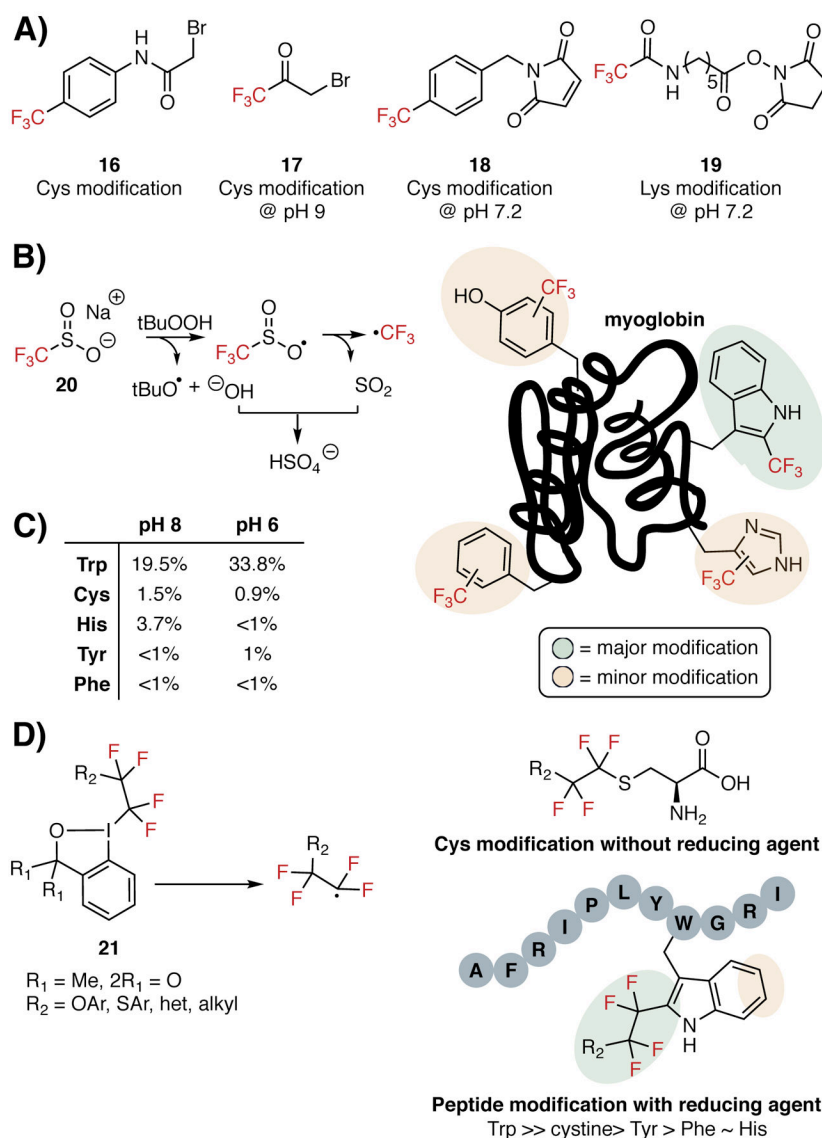 A)
H
N
Br
O
F₃C
16
Cys modification
O
Br
F₃C
17
Cys modification
@ pH 9
O
N
O
F₃C
18
Cys modification
@ pH 7.2
O
F₃C
N
H
5
O
O
N
O
O
19
Lys modification
@ pH 7.2
B)
O
Na⊕
F₃C
S
O⊖
20
tBuOOH
tBuO• + ⊖OH
O
F₃C
S
O•
•CF₃
SO₂
HSO₄⊖
HO
CF₃
myoglobin
NH
CF₃
F₃C
N
NH
F₃C
= major modification
= minor modification
C)
pH 8 pH 6
Trp 19.5% 33.8%
Cys 1.5% 0.9%
His 3.7% <1%
Tyr <1% 1%
Phe <1% <1%
D)
F
F
R₂
F
F
O
I
R₁
R₁
21
R₁ = Me, 2R₁ = O
R₂ = OAr, SAr, het, alkyl
R₂
F
F
F
F
F
F
R₂
F
F
S
O
OH
NH₂
Cys modification without reducing agent
A F R I P L Y W G R I
F
F
R₂
F
F
N
H
Peptide modification with reducing agent
Trp >> cystine> Tyr > Phe ~ His